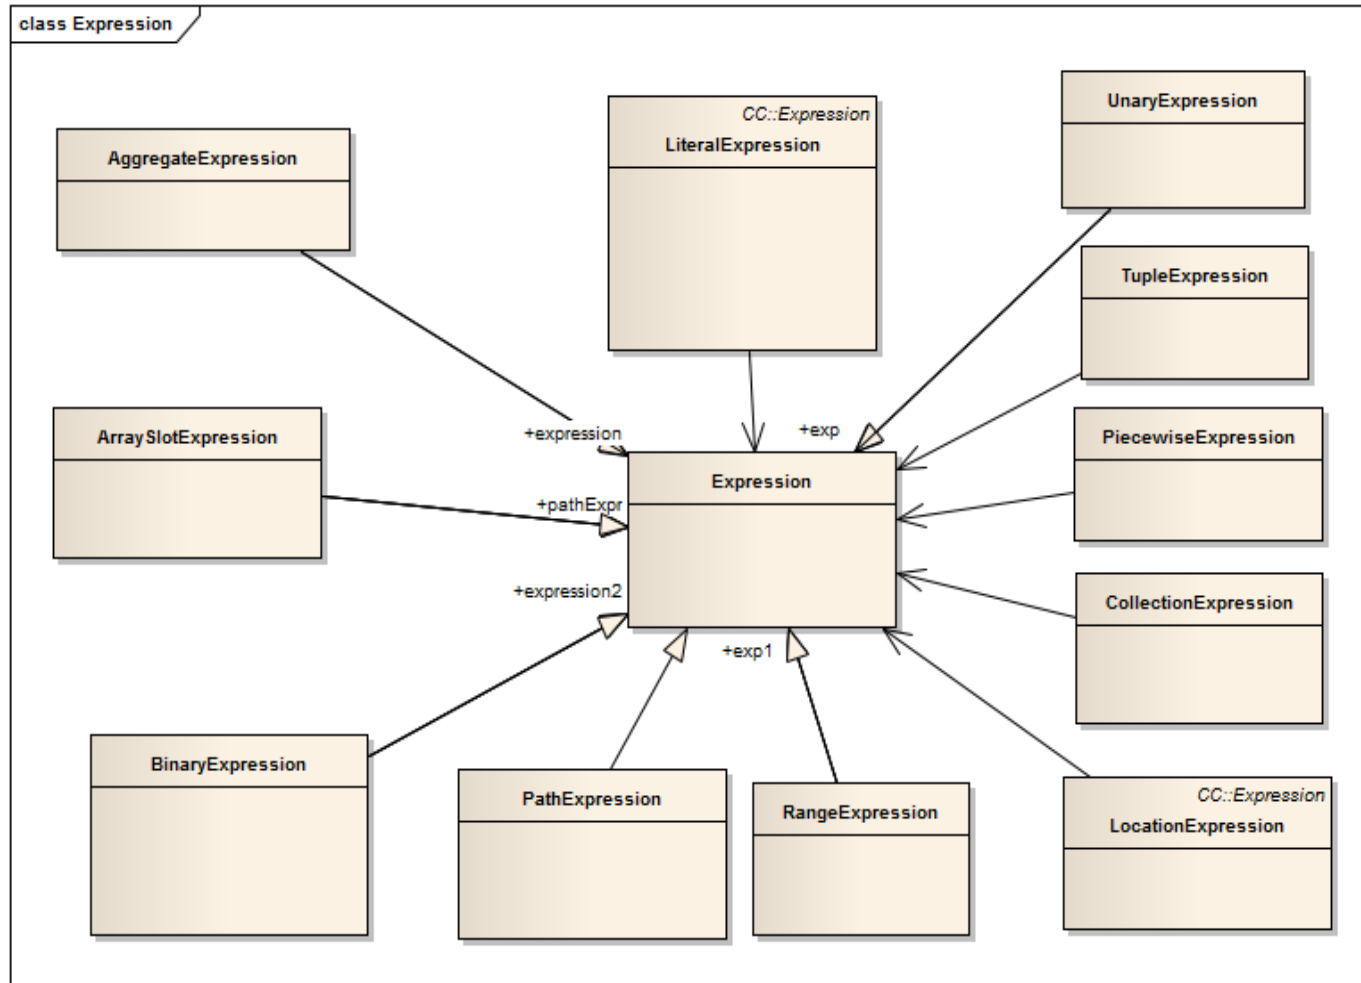 class Expression
UnaryExpression
CC::Expression
LiteralExpression
AggregateExpression
TupleExpression
ArraySlotExpression
+expression
+exp
PiecewiseExpression
Expression
+pathExpr
+expression2
CollectionExpression
+exp1
BinaryExpression
PathExpression
RangeExpression
CC::Expression
LocationExpression